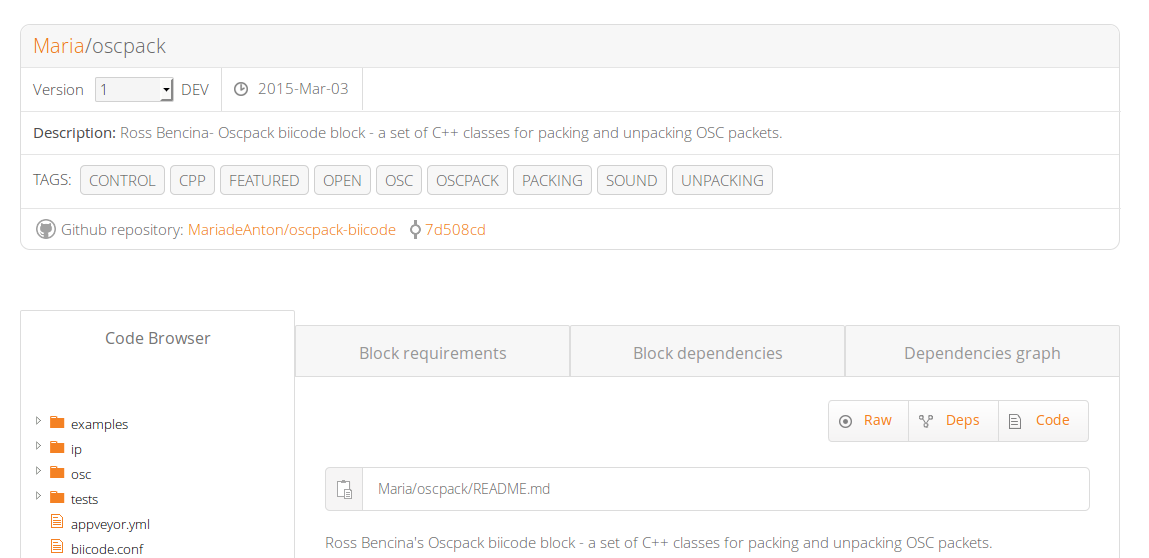 Maria/oscpack
Version 1 DEV 2015-Mar-03
Description: Ross Bencina- Oscpack biicode block - a set of C++ classes for packing and unpacking OSC packets.
TAGS: CONTROL CPP FEATURED OPEN OSC OSCPACK PACKING SOUND UNPACKING
Github repository: MariadeAnton/oscpack-biicode 7d508cd
Code Browser
Block requirements Block dependencies Dependencies graph
examples
ip
osc
tests
appveyor.yml
biicode.conf
Raw Deps Code
Maria/oscpack/README.md
Ross Bencina's Oscpack biicode block - a set of C++ classes for packing and unpacking OSC packets.